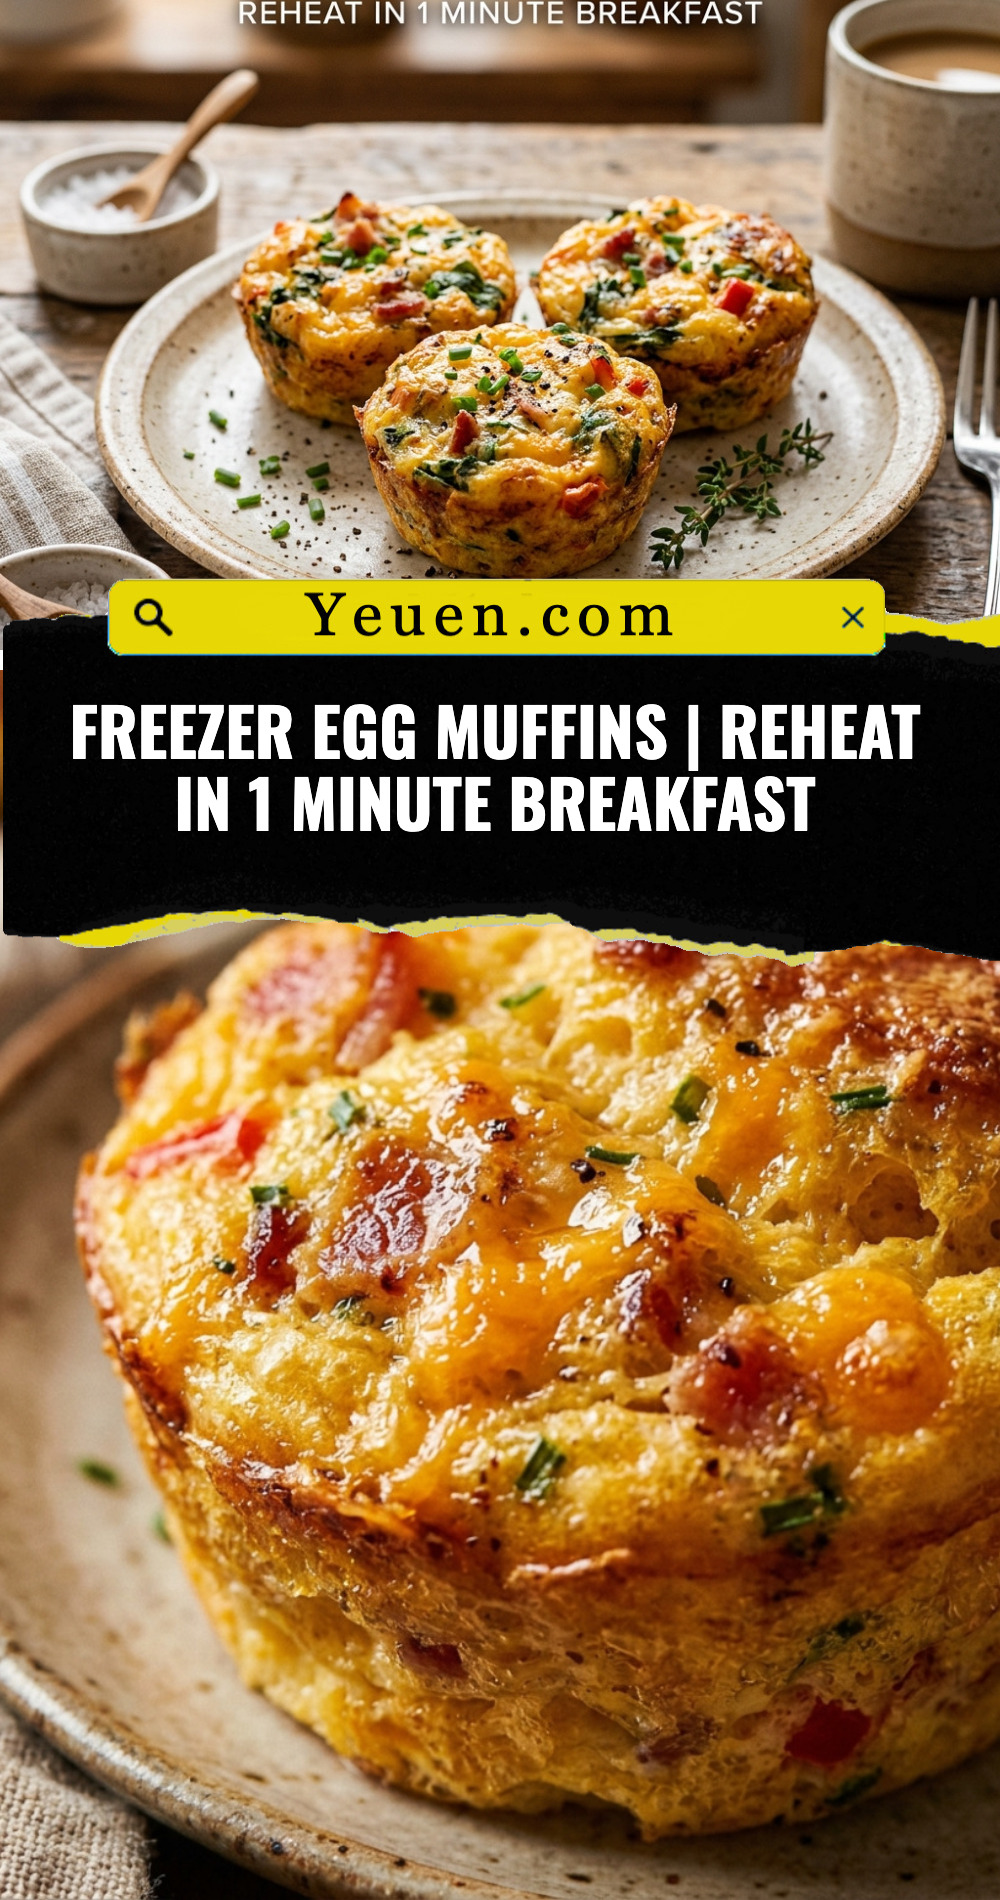 REHEAT IN 1 MINUTE BREAKFAST
Yeuen.com
FREEZER EGG MUFFINS | REHEAT
IN 1 MINUTE BREAKFAST